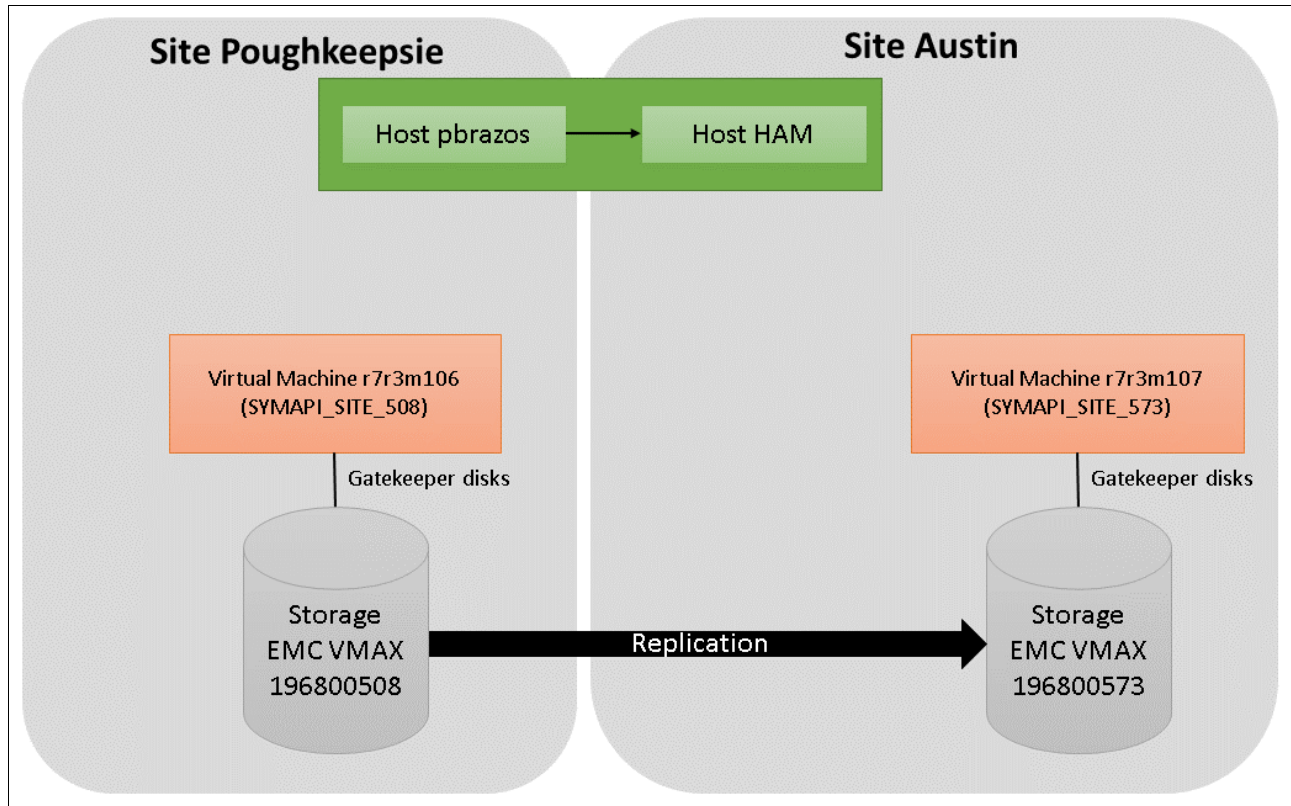 Site Poughkeepsie
Site Austin
Host pbrazos
Host HAM
Virtual Machine r7r3m106
(SYMAPI_SITE_508)
Virtual Machine r7r3m107
(SYMAPI_SITE_573)
Gatekeeper disks
Gatekeeper disks
Storage
EMC VMAX
196800508
Replication
Storage
EMC VMAX
196800573